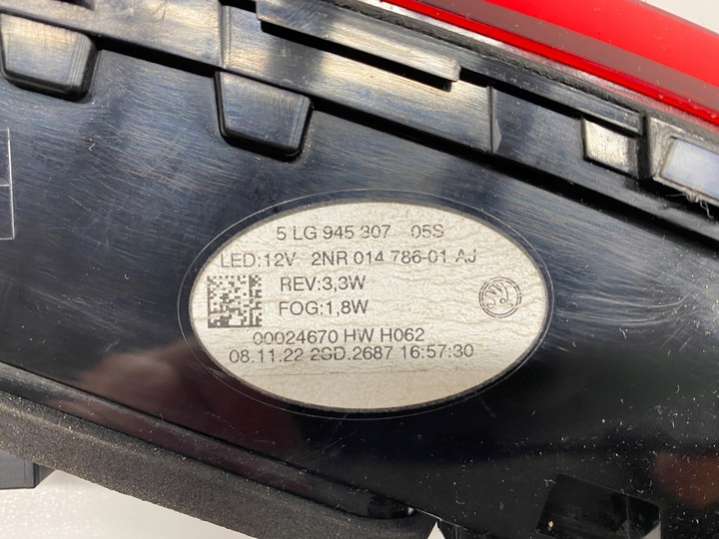 5 LG 945 307 05S
LED:12V 2NR 014 786-01 AJ
REV:3,3W
FOG:1,8W
00024670 HW H062
08.11.22 2SD.2687 16:57:30